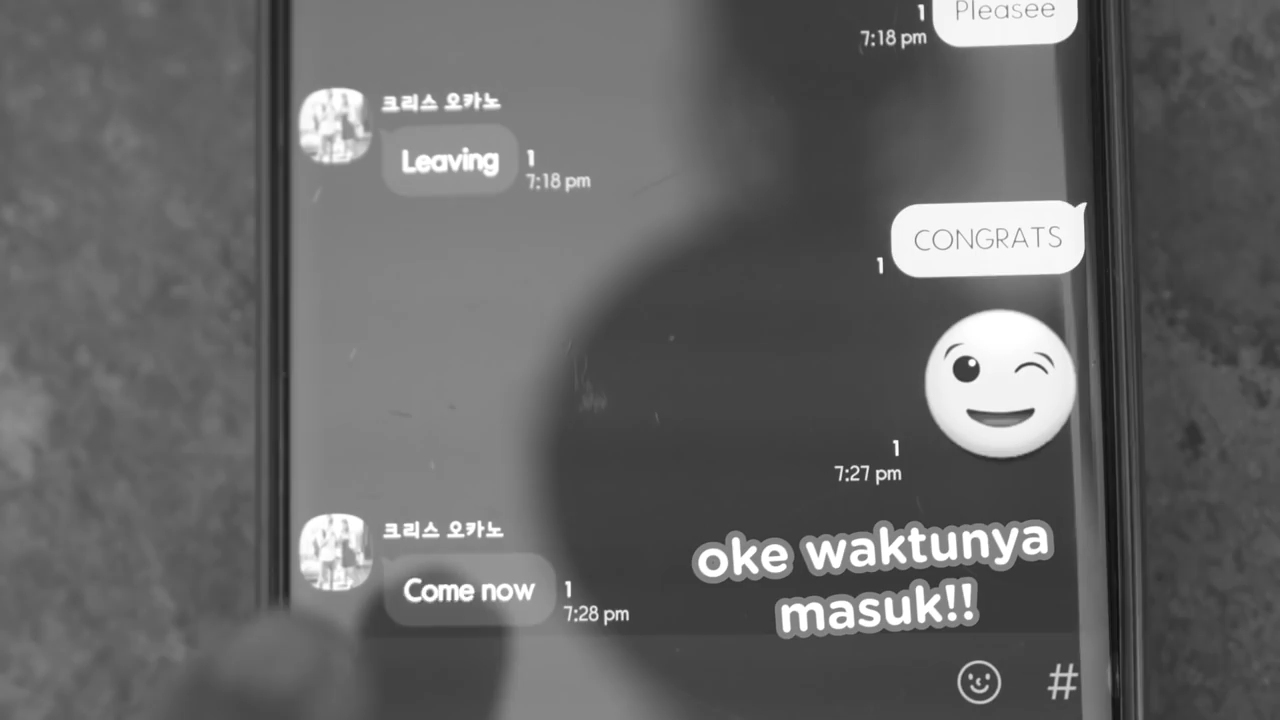 Pleasee
1
7:18 pm
크리스 오카노
Leaving
1
7:18 pm
CONGRATS
1
1
7:27 pm
크리스 오카노
Come now
1
7:28 pm
oke waktunya
masuk!!
#